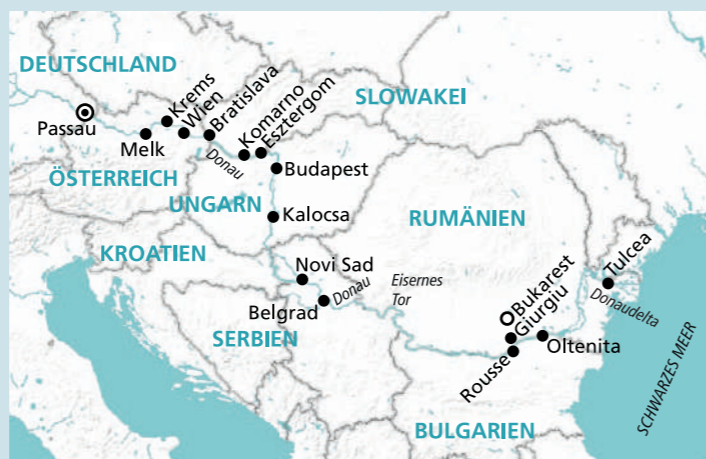 DEUTSCHLAND
Krems
Wien
Bratislava
Komarno
Esztergom
SLOWAKEI
Passau
Melk
Donau
Budapest
ÖSTERREICH
UNGARN
Kalocsa
RUMÄNIEN
KROATIEN
Novi Sad
Eisernes
Tor
Donau
Belgrad
SERBIEN
Bukarest
Giurgiu
Tulcea
Donaudelta
Rousse
Oltenita
BULGARIEN
SCHWARZES MEER